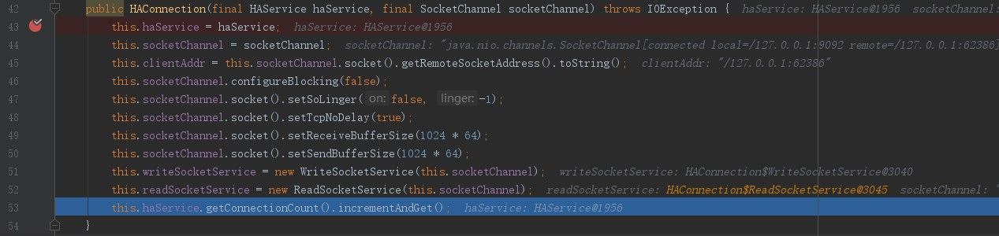 42 public HAConnection(final HAService haService, final SocketChannel socketChannel) throws IOException { haService: HAService@1956 socketChannel:
43 this.haService = haService; haService: HAService@1956
44 this.socketChannel = socketChannel; socketChannel: "java.nio.channels.SocketChannel[connected local=/127.0.0.1:9092 remote=/127.0.0.1:62386]
45 this.clientAddr = this.socketChannel.socket().getRemoteSocketAddress().toString(); clientAddr: "/127.0.0.1:62386"
46 this.socketChannel.configureBlocking(false);
47 this.socketChannel.socket().setSoLinger( on: false, linger: -1);
48 this.socketChannel.socket().setTcpNoDelay(true);
49 this.socketChannel.socket().setReceiveBufferSize(1024 * 64);
50 this.socketChannel.socket().setSendBufferSize(1024 * 64);
51 this.writeSocketService = new WriteSocketService(this.socketChannel); writeSocketService: HAConnection$WriteSocketService@3040
52 this.readSocketService = new ReadSocketService(this.socketChannel); readSocketService: HAConnection$ReadSocketService@3045 socketChannel: "
53 this.haService.getConnectionCount().incrementAndGet(); haService: HAService@1956
54 }